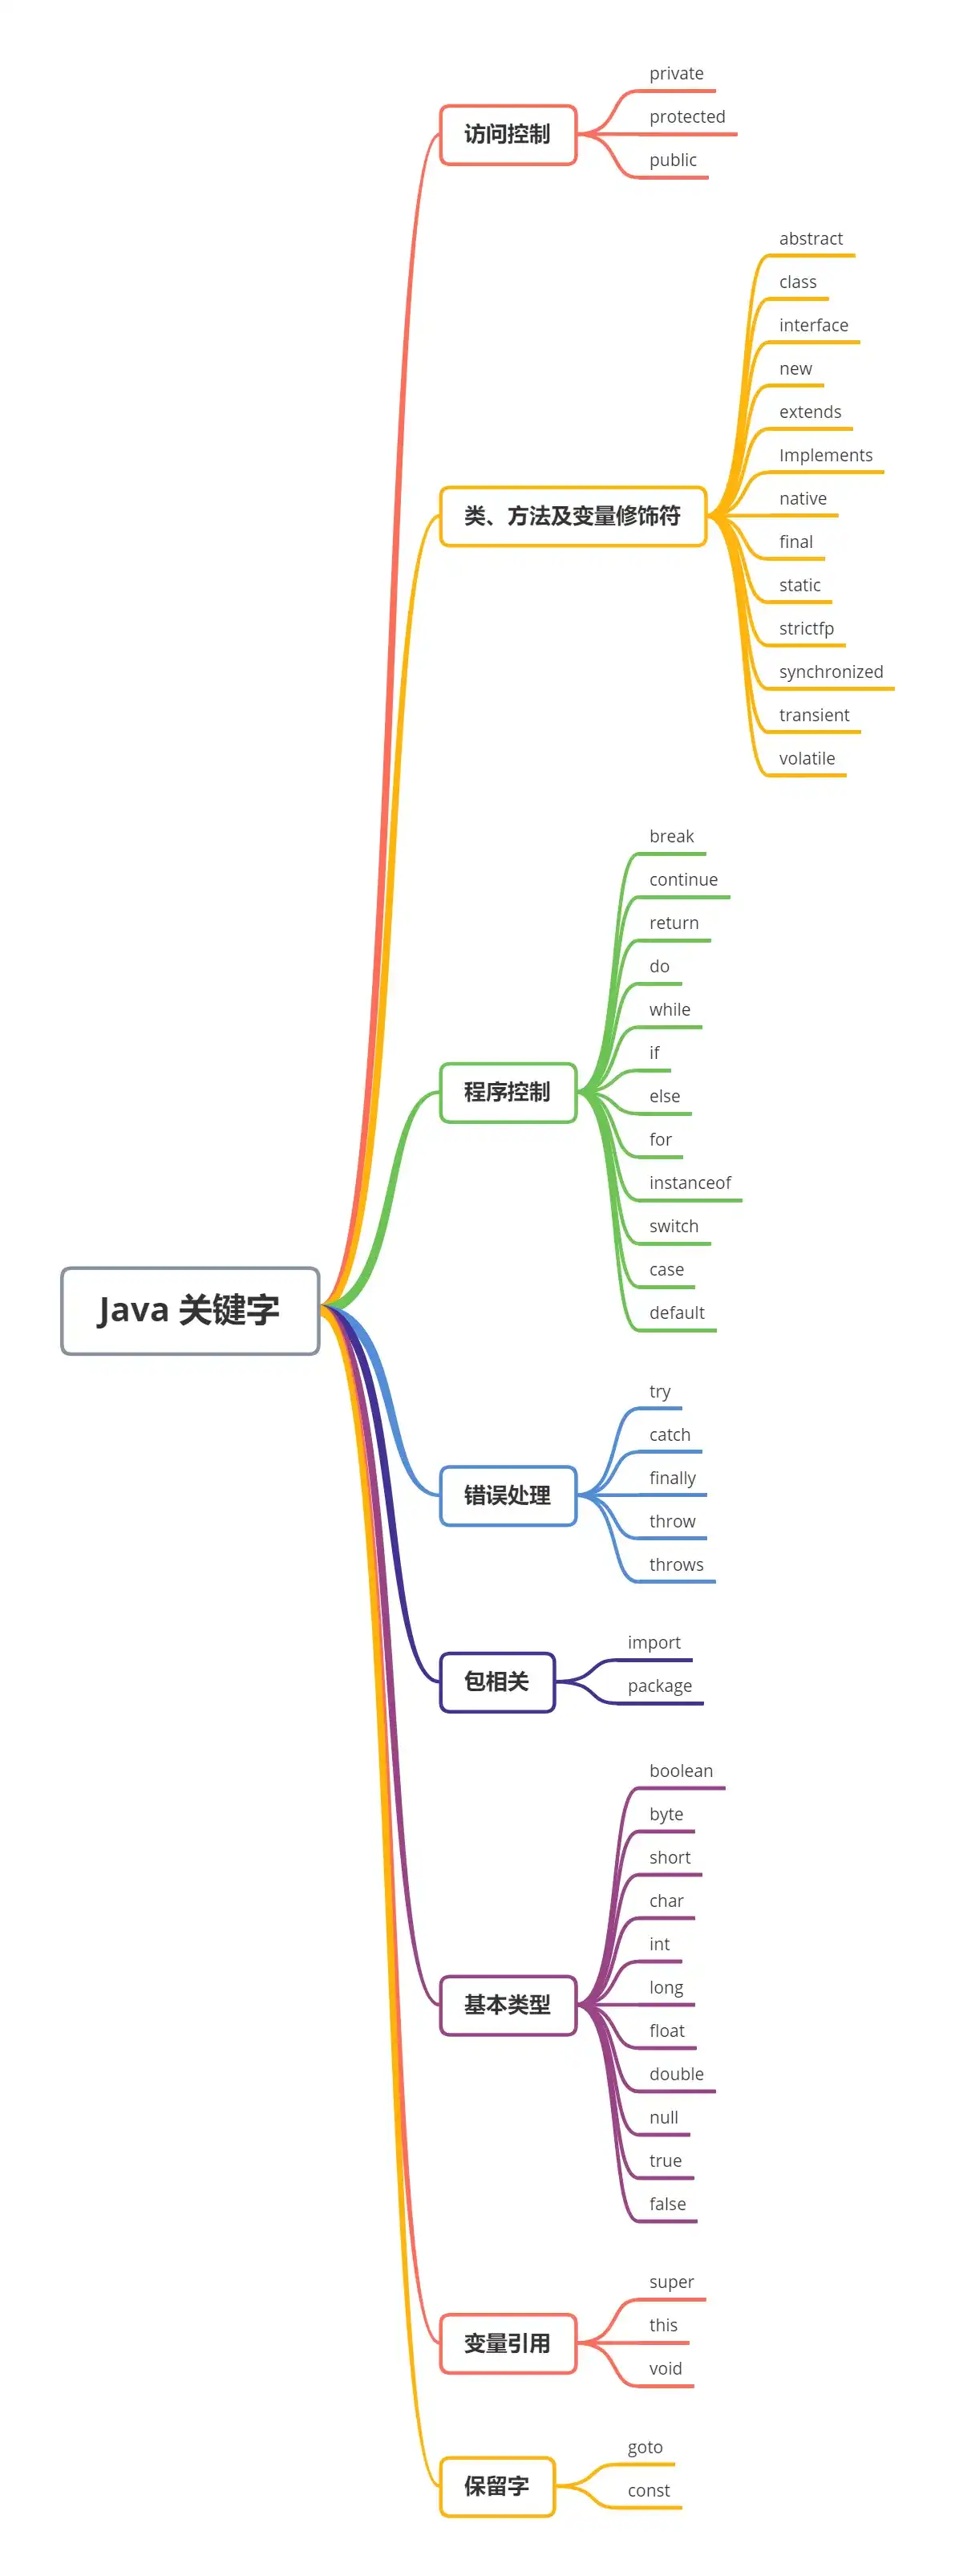 Java 关键字
访问控制
private
protected
public
类、方法及变量修饰符
abstract
class
interface
new
extends
Implements
native
final
static
strictfp
synchronized
transient
volatile
程序控制
break
continue
return
do
while
if
else
for
instanceof
switch
case
default
错误处理
try
catch
finally
throw
throws
包相关
import
package
基本类型
boolean
byte
short
char
int
long
float
double
null
true
false
变量引用
super
this
void
保留字
goto
const